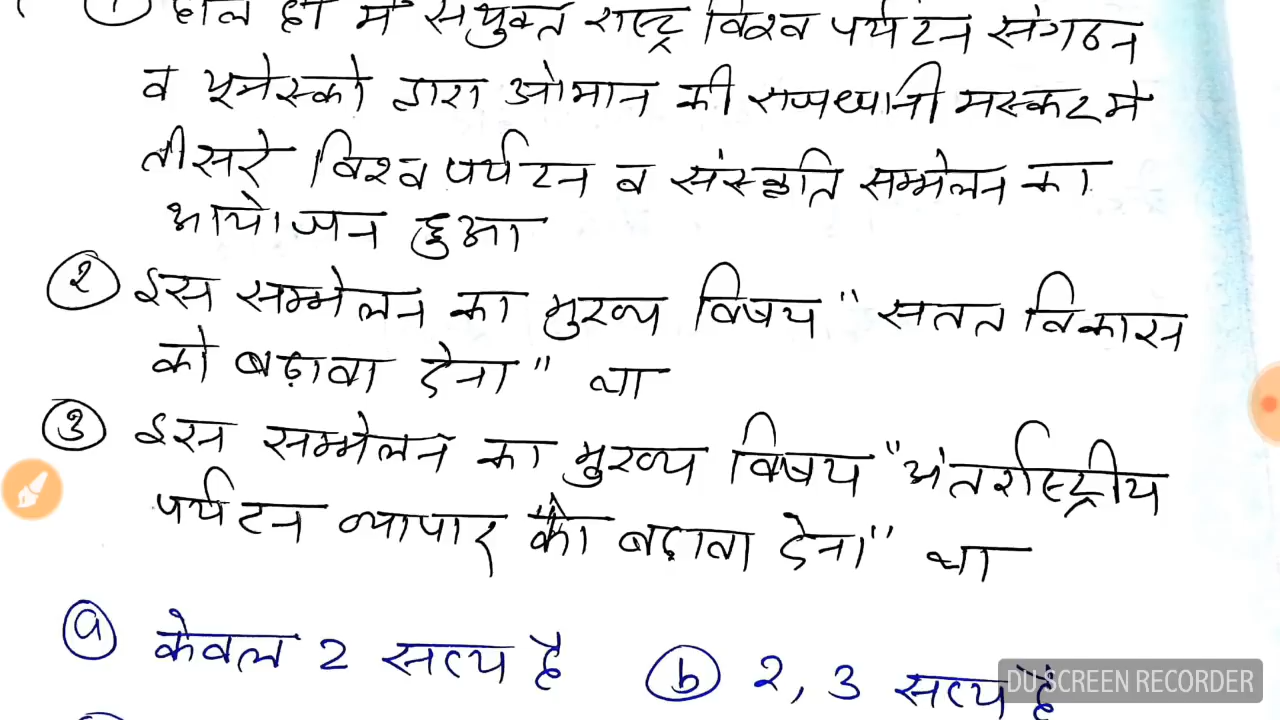 ① हाल ही में संयुक्त राष्ट्र विश्व पर्यटन संगठन
व यूनेस्को द्वारा ओमान की राजधानी मस्कट मे
तीसरे विश्व पर्यटन व संस्कृति सम्मेलन का
आयोजन हुआ
② इस सम्मेलन का मुख्य विषय " सतत विकास
को बढ़ावा देना" था
③ इस सम्मेलन का मुख्य विषय "अंतर्राष्ट्रीय
पर्यटन व्यापार को बढ़ावा देना" था
ⓐ केवल 2 सत्य है
ⓑ 2, 3 सत्य है
DU SCREEN RECORDER